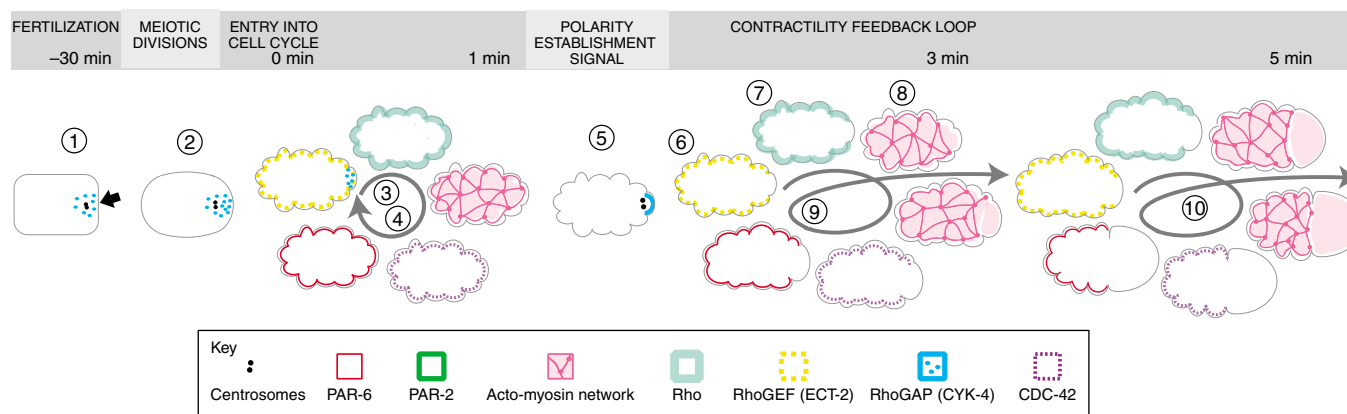 FERTILIZATION
–30 min
MEIOTIC
DIVISIONS
ENTRY INTO
CELL CYCLE
0 min
1 min
POLARITY
ESTABLISHMENT
SIGNAL
CONTRACTILITY FEEDBACK LOOP
3 min
5 min
1
2
3
4
5
6
7
8
9
10
Key
Centrosomes
PAR-6
PAR-2
Acto-myosin network
Rho
RhoGEF (ECT-2)
RhoGAP (CYK-4)
CDC-42